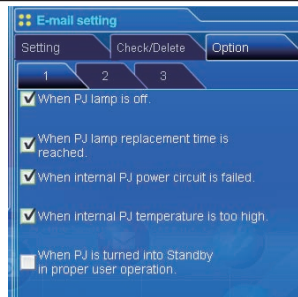 E-mail setting
Setting Check/Delete Option
1 2 3
When PJ lamp is off.
When PJ lamp replacement time is
reached.
When internal PJ power circuit is failed.
When internal PJ temperature is too high.
When PJ is turned into Standby
in proper user operation.